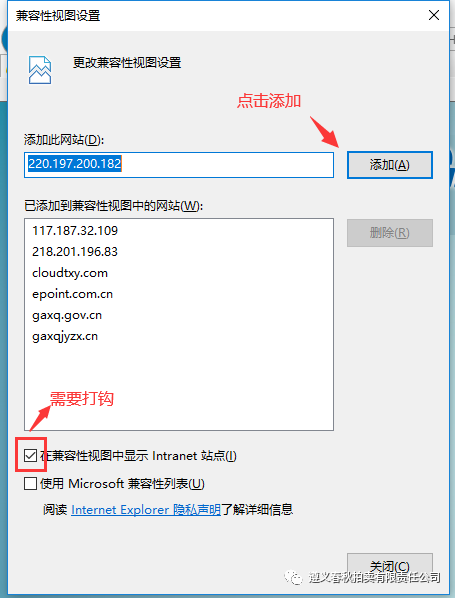 兼容性视图设置
更改兼容性视图设置
点击添加
添加此网站(D):
220.197.200.182
添加(A)
已添加到兼容性视图中的网站(W):
117.187.32.109
删除(R)
218.201.196.83
cloudtxy.com
epoint.com.cn
gaxq.gov.cn
gaxqjyzx.cn
需要打钩
在兼容性视图中显示 Intranet 站点(I)
使用 Microsoft 兼容性列表(U)
阅读 Internet Explorer 隐私声明了解详细信息
关闭(C)
遵义春秋拍卖有限责任公司